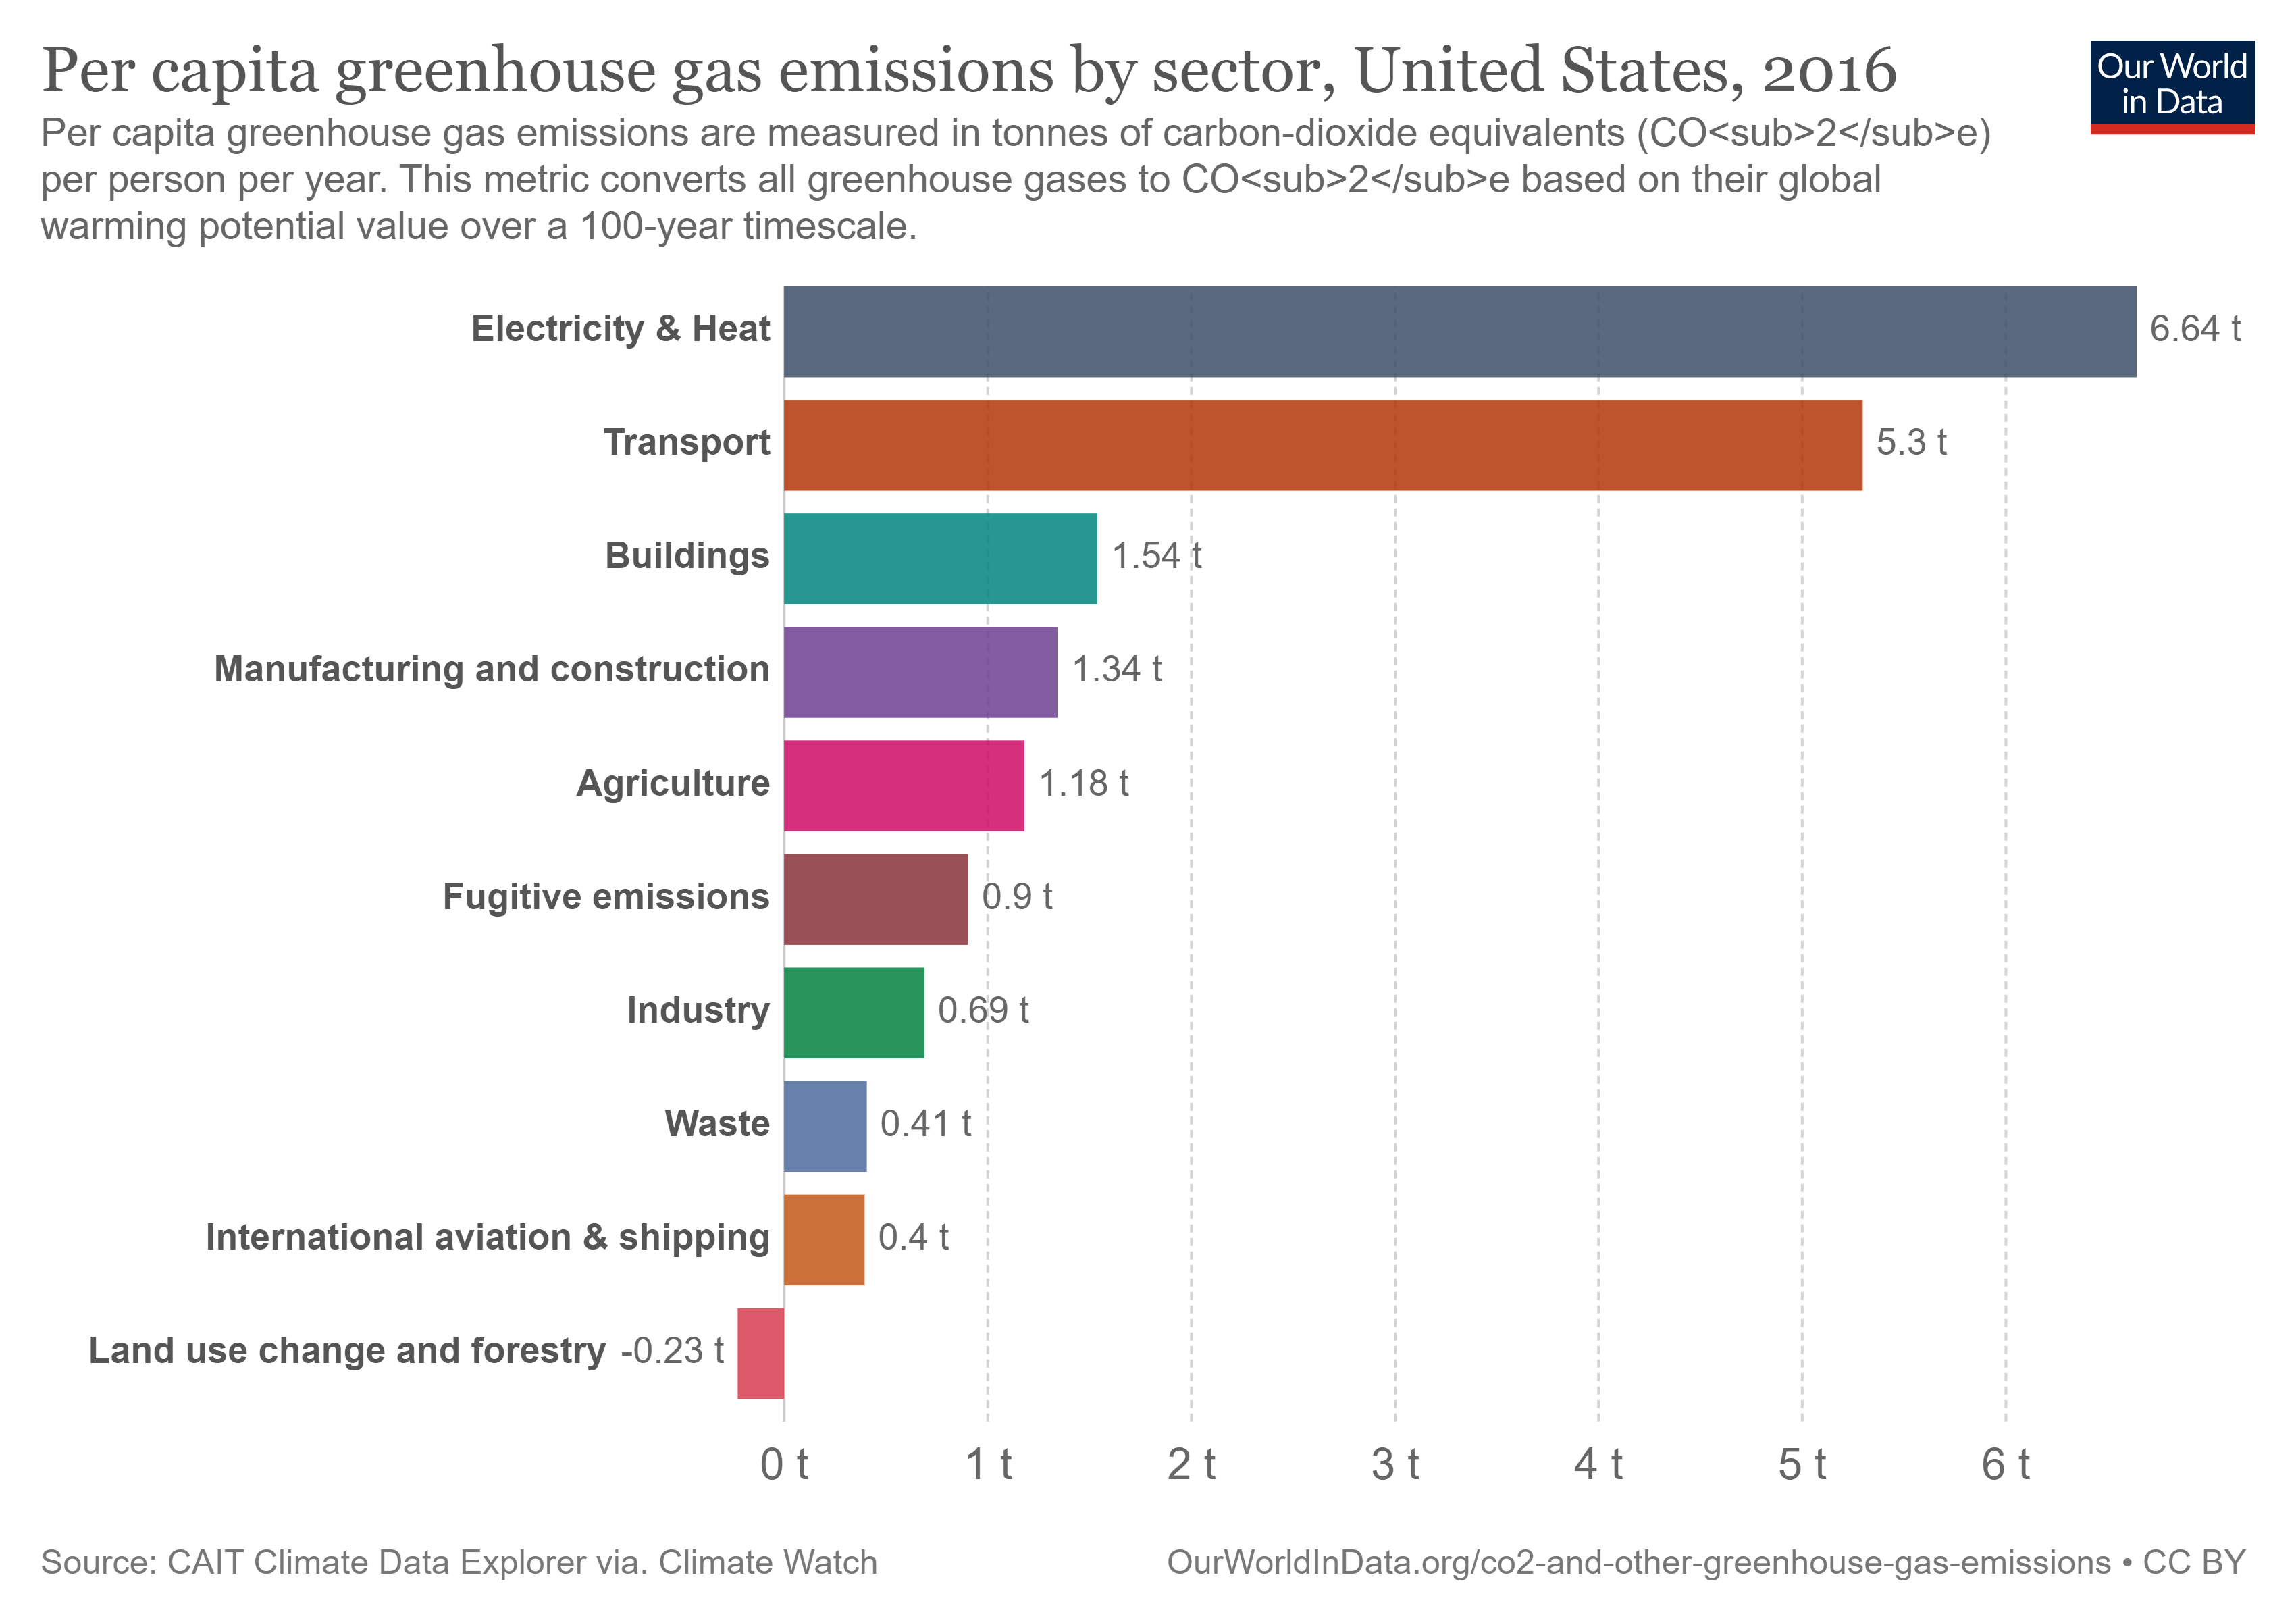 Per capita greenhouse gas emissions by sector, United States, 2016
Our World
in Data
Per capita greenhouse gas emissions are measured in tonnes of carbon-dioxide equivalents (CO<sub>2</sub>e)
per person per year. This metric converts all greenhouse gases to CO<sub>2</sub>e based on their global
warming potential value over a 100-year timescale.
Electricity & Heat 6.64 t
Transport 5.3 t
Buildings 1.54 t
Manufacturing and construction 1.34 t
Agriculture 1.18 t
Fugitive emissions 0.9 t
Industry 0.69 t
Waste 0.41 t
International aviation & shipping 0.4 t
Land use change and forestry -0.23 t
0 t 1 t 2 t 3 t 4 t 5 t 6 t
Source: CAIT Climate Data Explorer via. Climate Watch OurWorldInData.org/co2-and-other-greenhouse-gas-emissions • CC BY